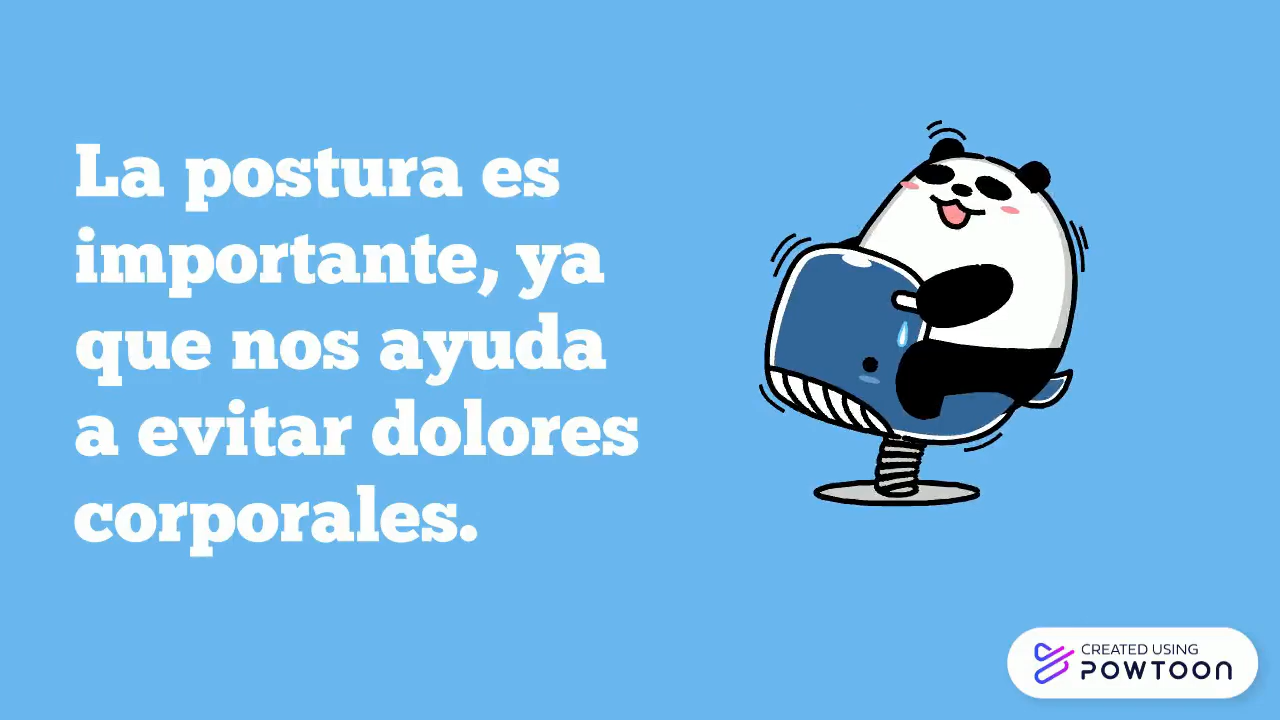 La postura es
importante, ya
que nos ayuda
a evitar dolores
corporales.
CREATED USING
POWTOON